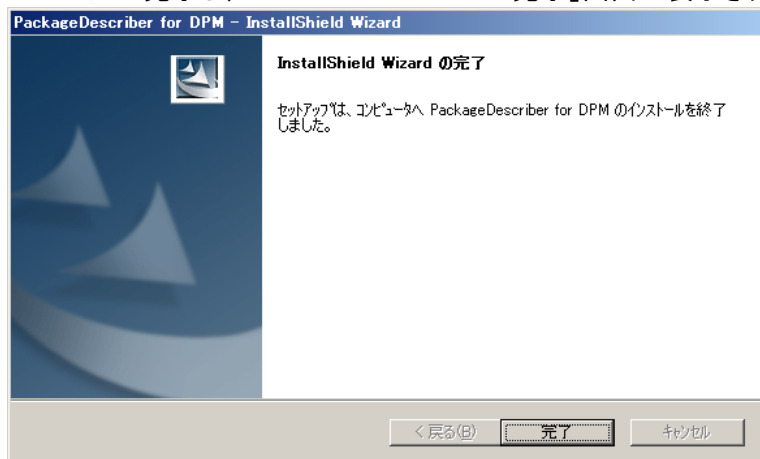 PackageDescriber for DPM - InstallShield Wizard
InstallShield Wizard の完了
セットアップは、コンピュータへ PackageDescriber for DPM のインストールを終了
しました。
< 戻る(B)
完了
キャンセル